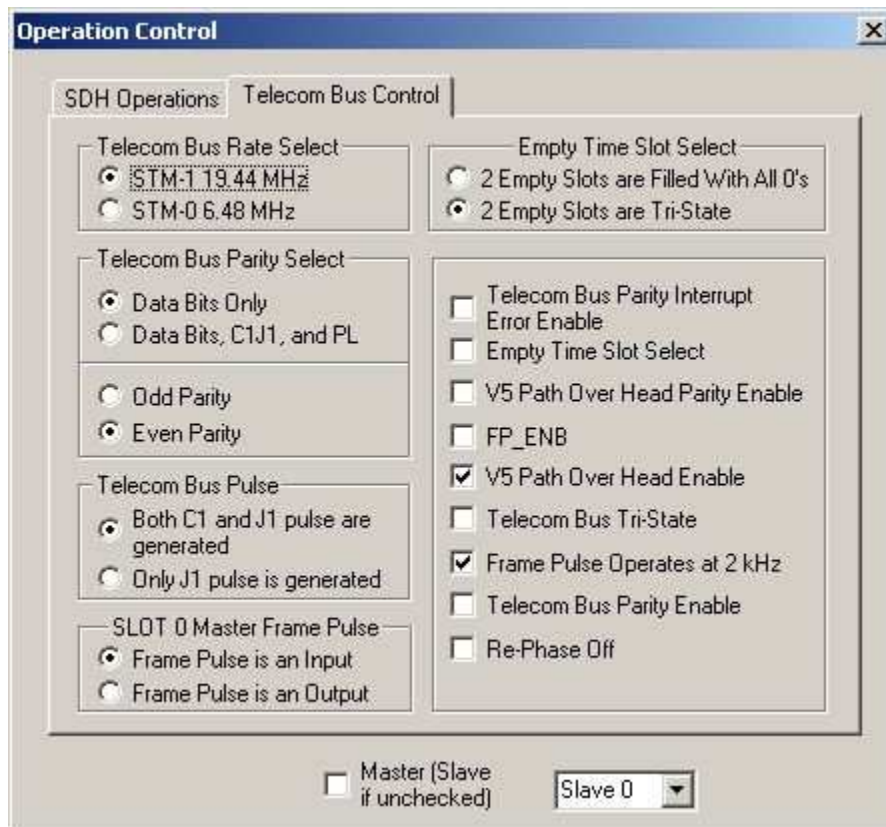 Operation Control
SDH Operations
Telecom Bus Control
Telecom Bus Rate Select
STM-1 19.44 MHz
STM-0 6.48 MHz
Telecom Bus Parity Select
Data Bits Only
Data Bits, C1J1, and PL
Odd Parity
Even Parity
Telecom Bus Pulse
Both C1 and J1 pulse are
generated
Only J1 pulse is generated
SLOT 0 Master Frame Pulse
Frame Pulse is an Input
Frame Pulse is an Output
Empty Time Slot Select
2 Empty Slots are Filled With All 0's
2 Empty Slots are Tri-State
Telecom Bus Parity Interrupt
Error Enable
Empty Time Slot Select
V5 Path Over Head Parity Enable
FP_ENB
V5 Path Over Head Enable
Telecom Bus Tri-State
Frame Pulse Operates at 2 kHz
Telecom Bus Parity Enable
Re-Phase Off
Master (Slave
if unchecked)
Slave 0